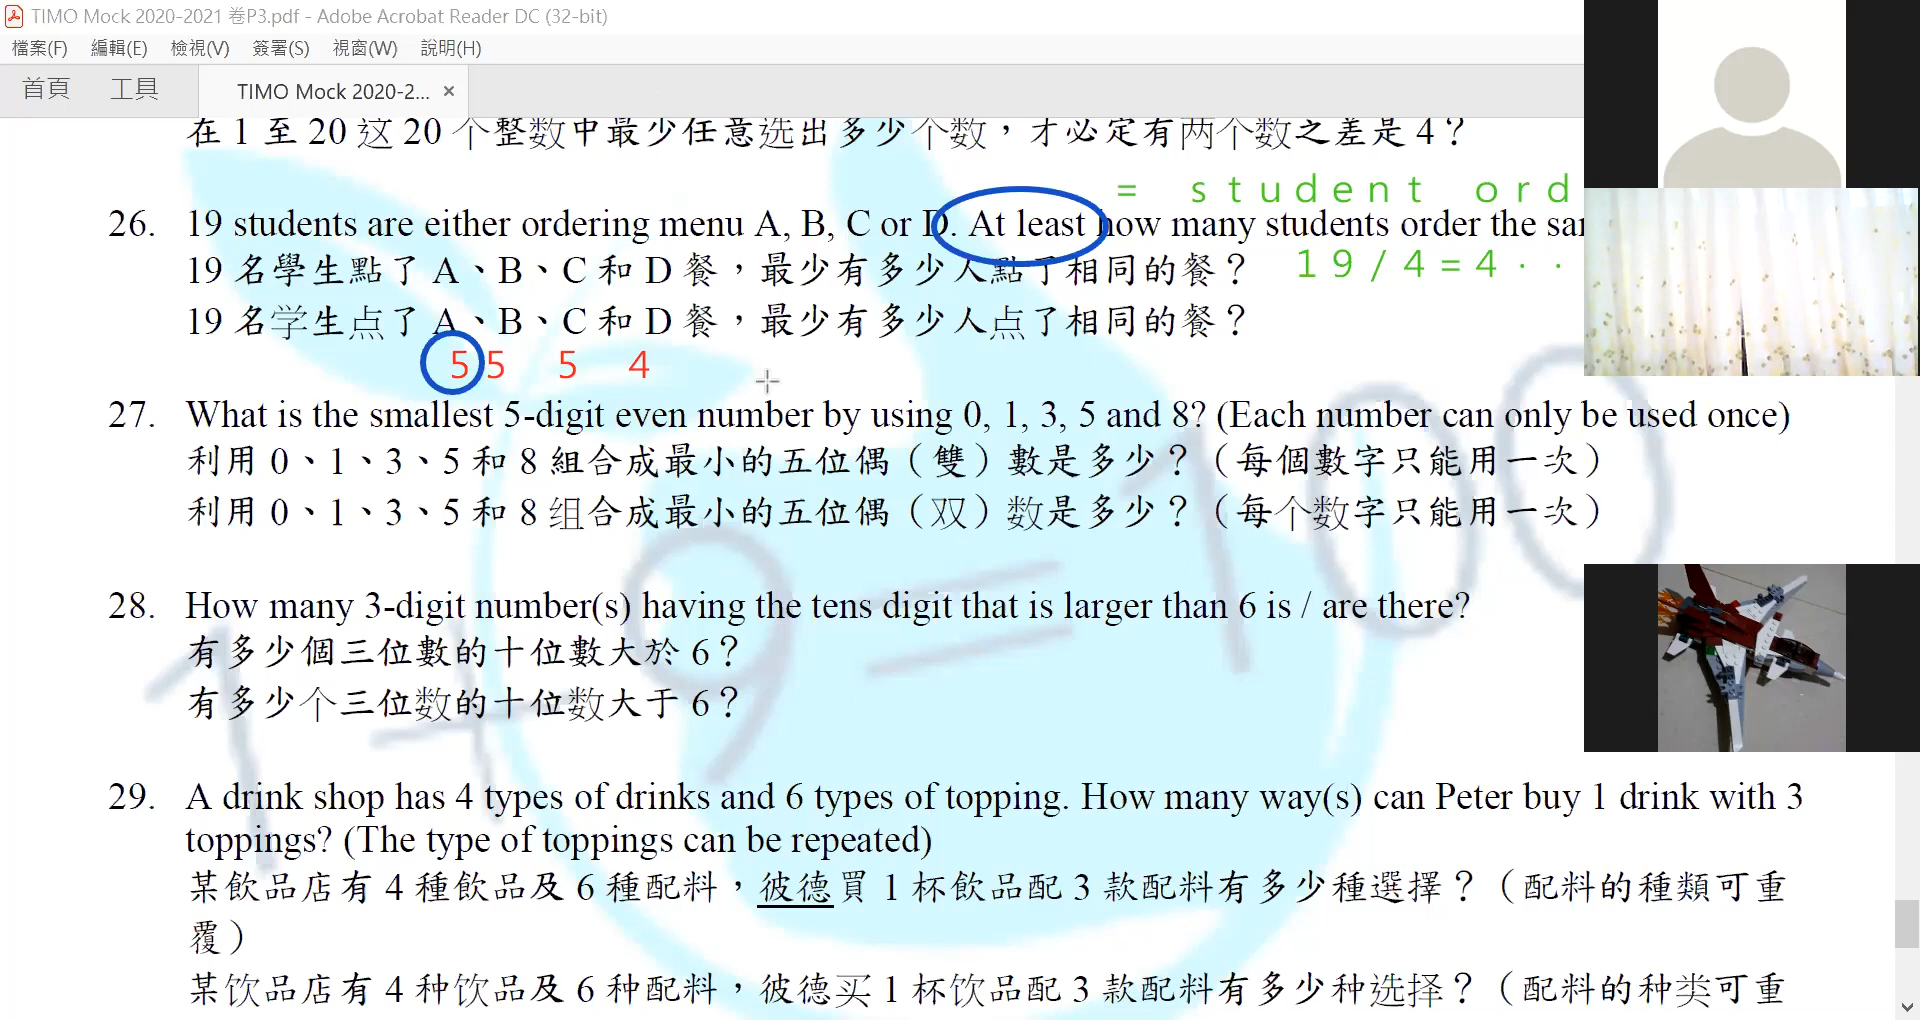 TIMO Mock 2020-2021 卷P3.pdf - Adobe Acrobat Reader DC (32-bit)
檔案(F) 編輯(E) 檢視(V) 簽署(S) 視窗(W) 說明(H)
首頁 工具 TIMO Mock 2020-2... ×
在 1 至 20 这 20 个整数中最少任意选出多少个数，才必定有两个数之差是 4？
= student ord
26. 19 students are either ordering menu A, B, C or D. At least how many students order the sa
19 名學生點了 A、B、C 和 D 餐，最少有多少人點了相同的餐？ 19/4=4··
19 名学生点了 A、B、C 和 D 餐，最少有多少人点了相同的餐？
5 5 5 4
27. What is the smallest 5-digit even number by using 0, 1, 3, 5 and 8? (Each number can only be used once)
利用 0、1、3、5 和 8 組合成最小的五位偶（雙）數是多少？（每個數字只能用一次）
利用 0、1、3、5 和 8 组合成最小的五位偶（双）数是多少？（每个数字只能用一次）
28. How many 3-digit number(s) having the tens digit that is larger than 6 is / are there?
有多少個三位數的十位數大於 6？
有多少个三位数的十位数大于 6？
29. A drink shop has 4 types of drinks and 6 types of topping. How many way(s) can Peter buy 1 drink with 3
toppings? (The type of toppings can be repeated)
某飲品店有 4 種飲品及 6 種配料，彼德買 1 杯飲品配 3 款配料有多少種選擇？（配料的種類可重
覆）
某饮品店有 4 种饮品及 6 种配料，彼德买 1 杯饮品配 3 款配料有多少种选择？（配料的种类可重
1+9=100